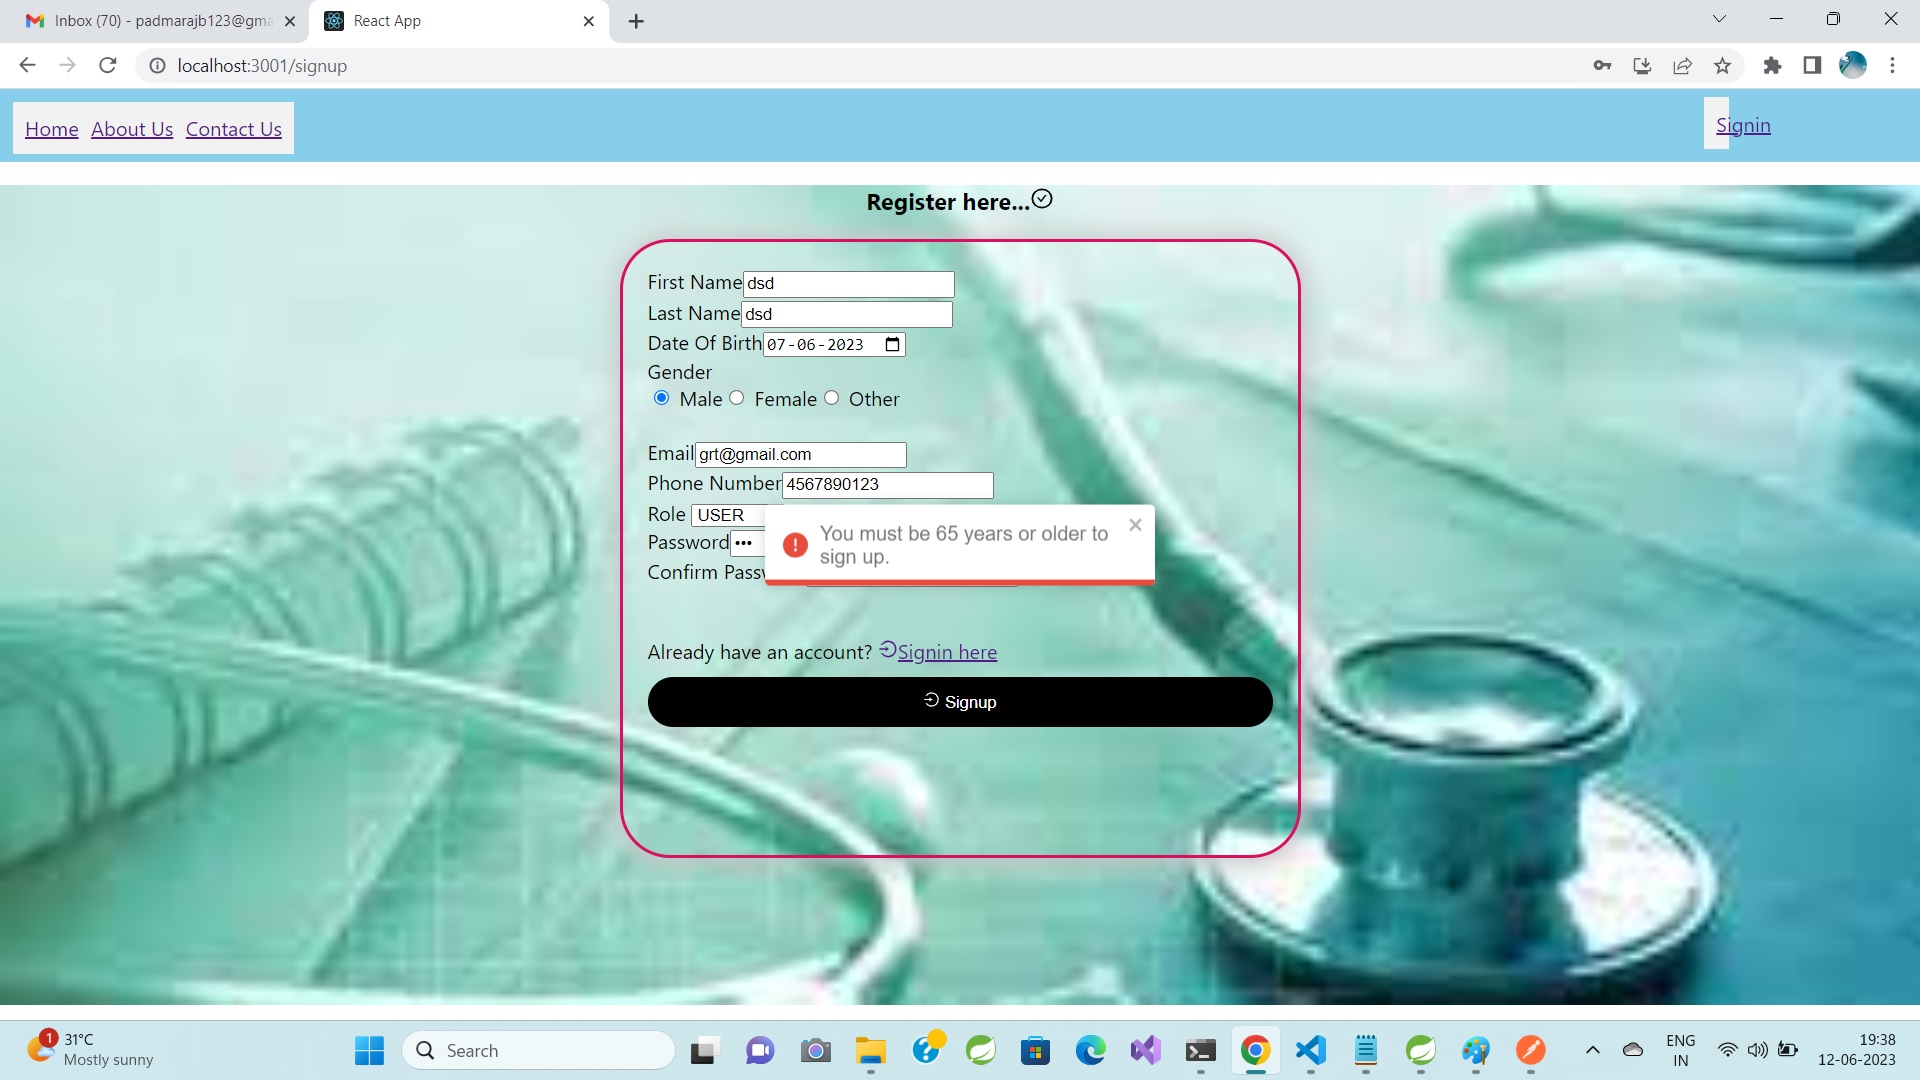 Inbox (70) - padmarajb123@gma
React App
localhost:3001/signup
Home About Us Contact Us
Signin
Register here...
First Name dsd
Last Name dsd
Date Of Birth 07-06-2023
Gender
Male Female Other
Email grt@gmail.com
Phone Number 4567890123
Role USER
You must be 65 years or older to
sign up.
Password •••
Confirm Passw
Already have an account? Signin here
Signup
1
31°C
Mostly sunny
Search
ENG
IN
19:38
12-06-2023